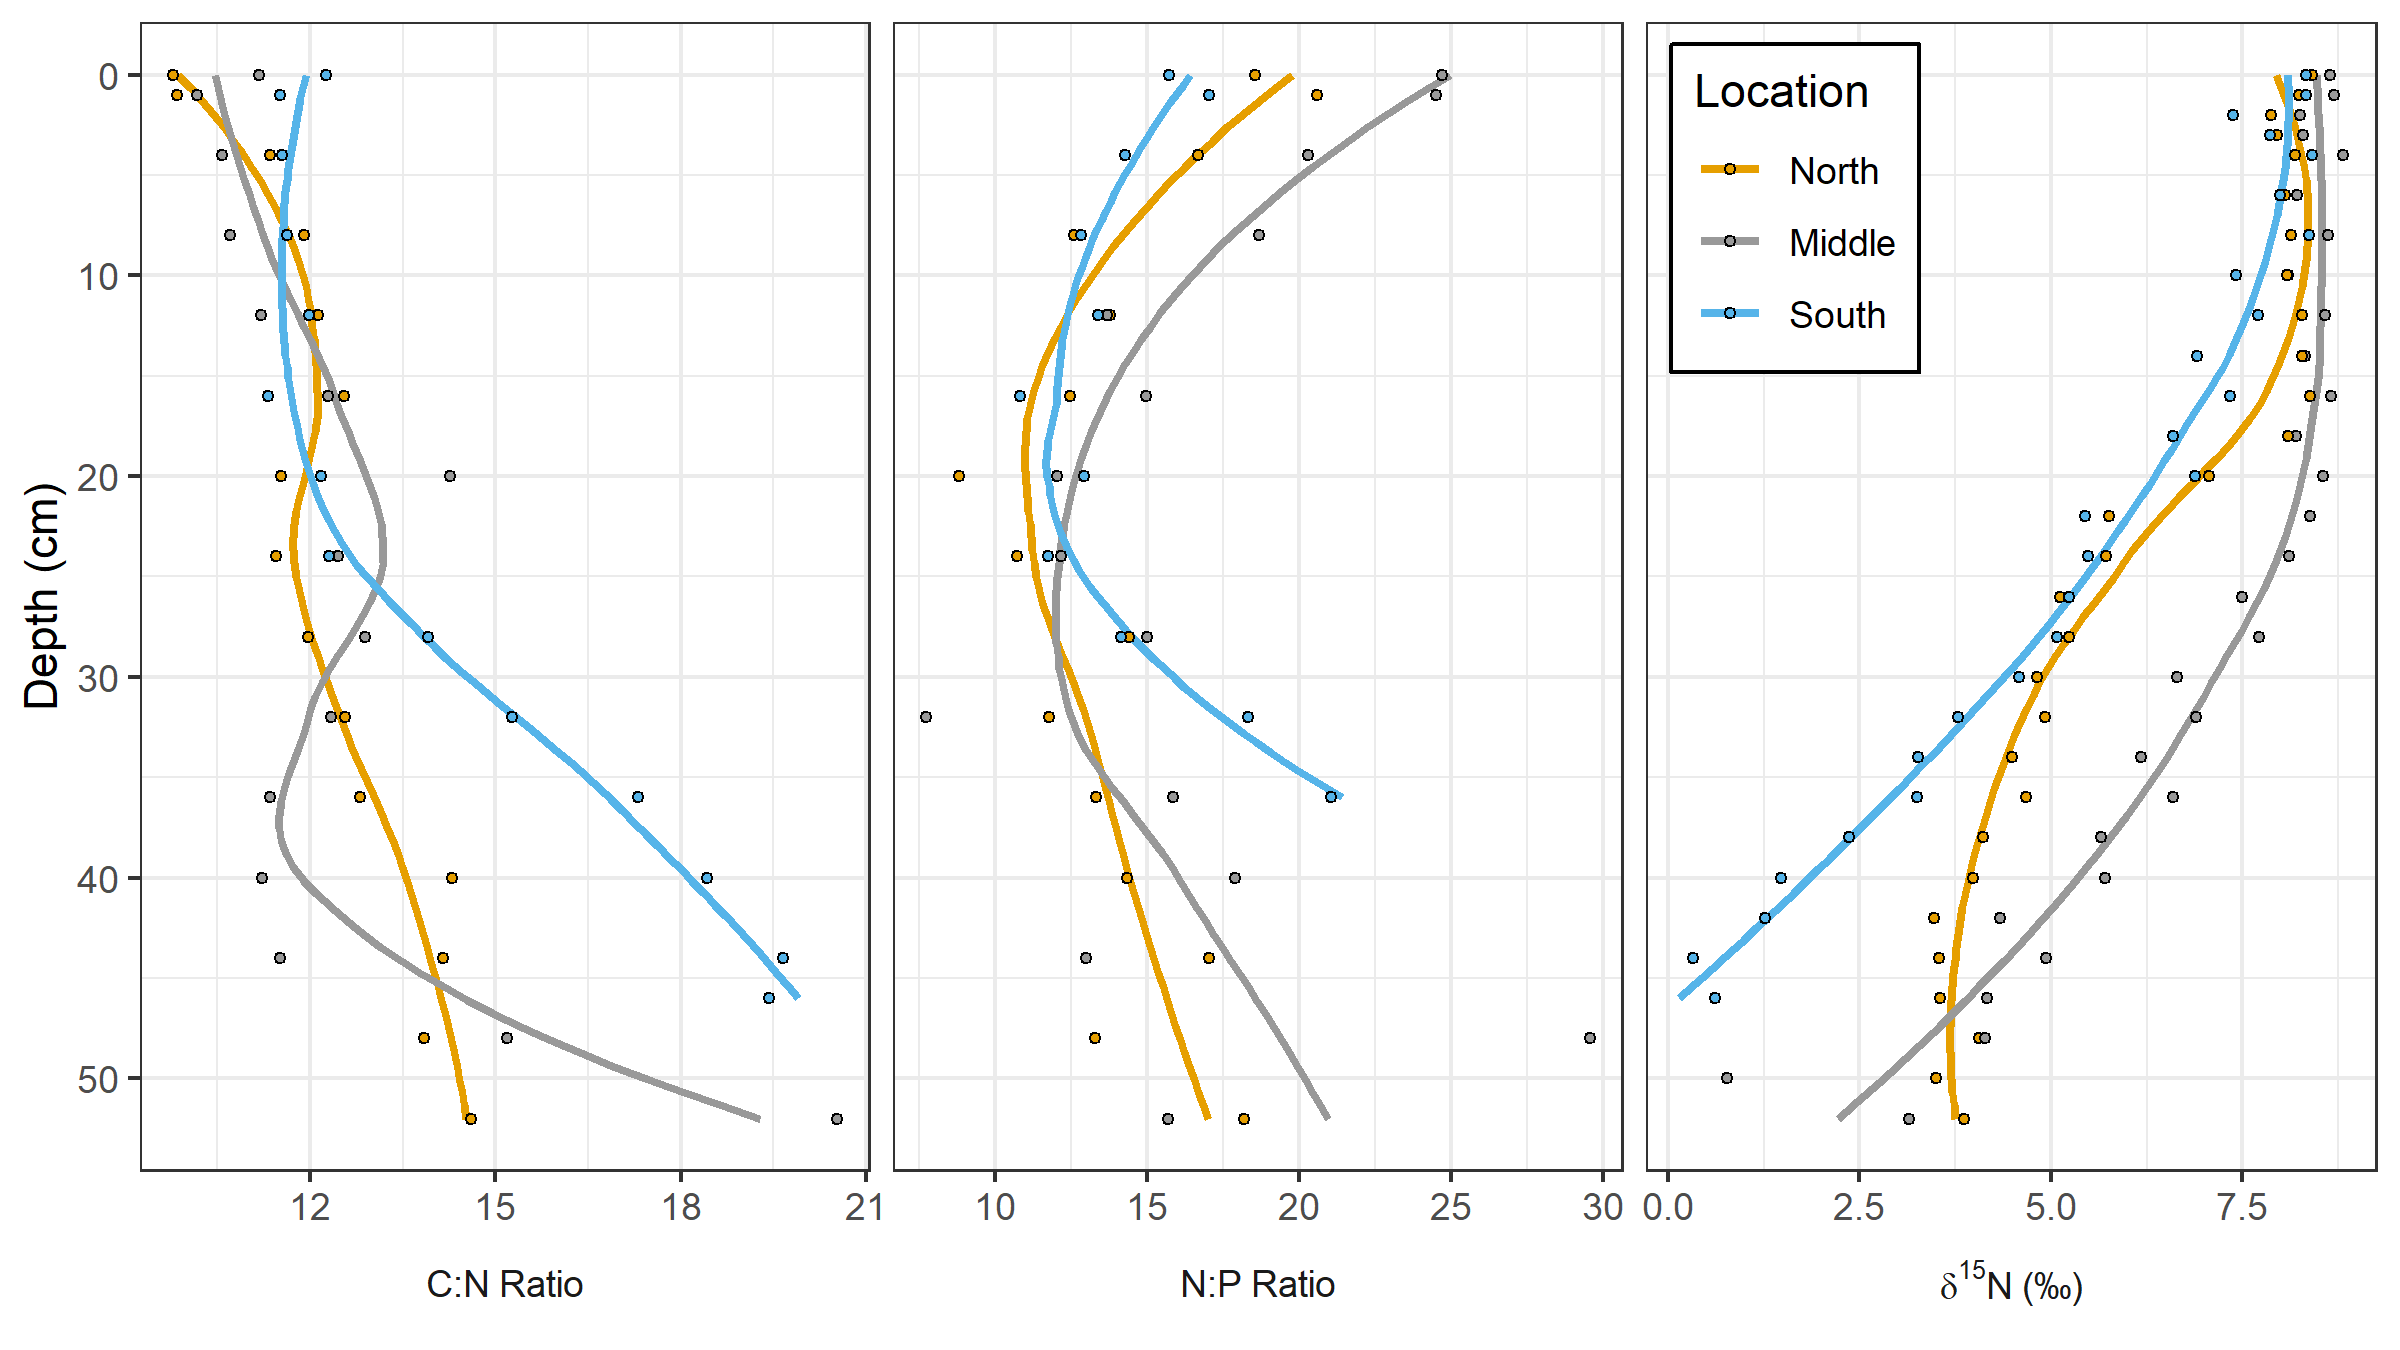 Depth (cm)
0
10
20
30
40
50
12 15 18 21
C:N Ratio
10 15 20 25 30
N:P Ratio
0.0 2.5 5.0 7.5
δ¹⁵N (‰)
Location
North
Middle
South